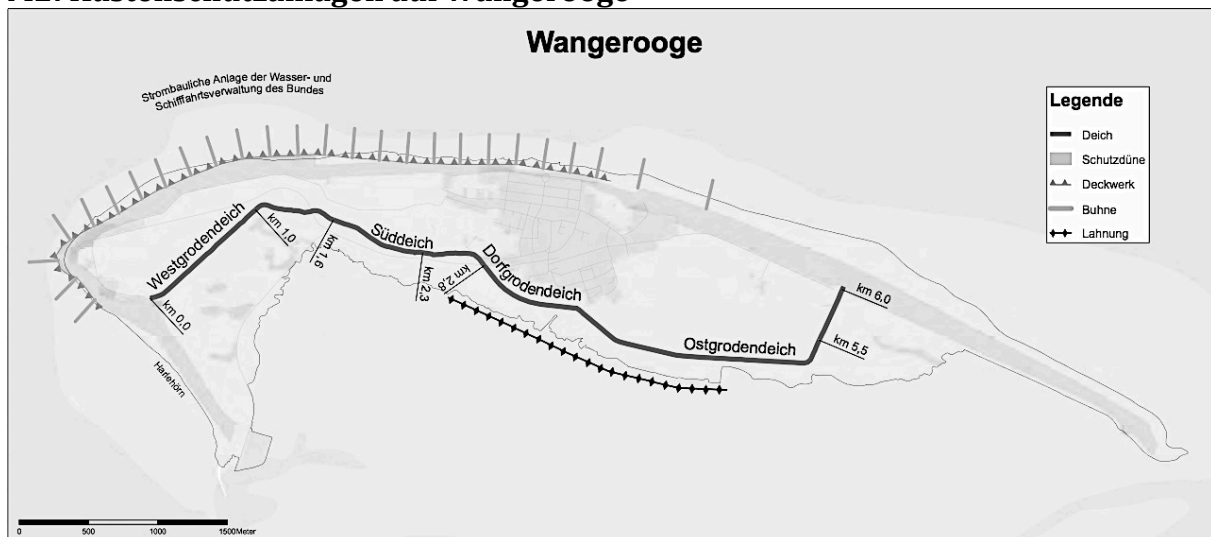 Wangerooge
Strombauliche Anlage der Wasser- und
Schifffahrtsverwaltung des Bundes
Legende
Deich
Schutzdüne
Deckwerk
Buhne
Lahnung
Westgrodendeich
km 1,0
km 1,6
Süddeich
km 2,3
km 2,8
Dorfgrodendeich
km 0,0
Harlehörn
Ostgrodendeich
km 6,0
km 5,5
0 500 1000 1500Meter